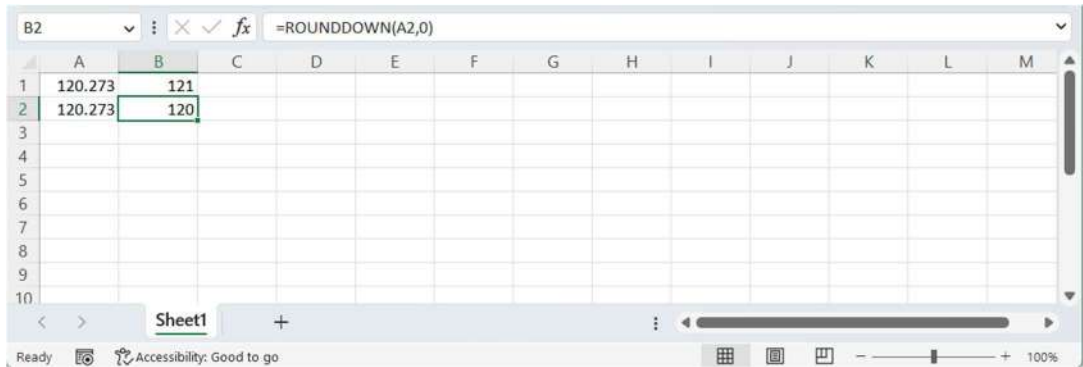 B2 fx =ROUNDDOWN(A2,0)
A B C D E F G H I J K L M
1 120.273 121
2 120.273 120
3
4
5
6
7
8
9
10
Sheet1 +
Ready Accessibility: Good to go - + 100%